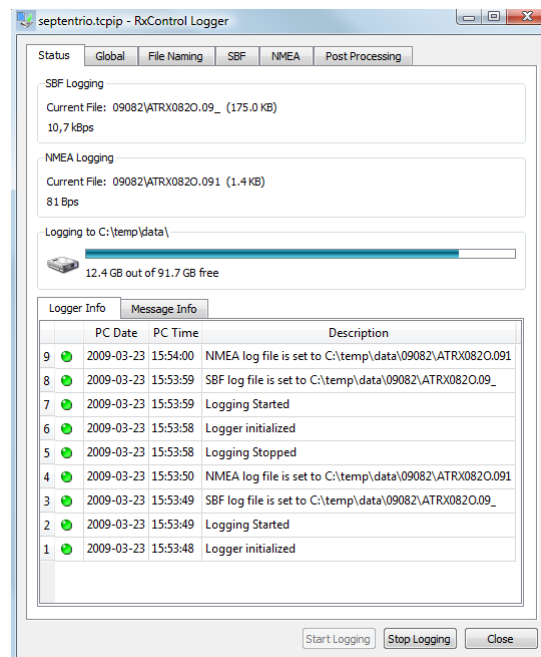 septentrio.tcpip - RxControl Logger
Status Global File Naming SBF NMEA Post Processing
SBF Logging
Current File: 09082\ATRX082O.09_ (175.0 KB)
10,7 kBps
NMEA Logging
Current File: 09082\ATRX082O.091 (1.4 KB)
81 Bps
Logging to C:\temp\data\
12.4 GB out of 91.7 GB free
Logger Info Message Info
PC Date PC Time Description
9 2009-03-23 15:54:00 NMEA log file is set to C:\temp\data\09082\ATRX082O.091
8 2009-03-23 15:53:59 SBF log file is set to C:\temp\data\09082\ATRX082O.09_
7 2009-03-23 15:53:59 Logging Started
6 2009-03-23 15:53:58 Logger initialized
5 2009-03-23 15:53:58 Logging Stopped
4 2009-03-23 15:53:50 NMEA log file is set to C:\temp\data\09082\ATRX082O.091
3 2009-03-23 15:53:49 SBF log file is set to C:\temp\data\09082\ATRX082O.09_
2 2009-03-23 15:53:49 Logging Started
1 2009-03-23 15:53:48 Logger initialized
Start Logging Stop Logging Close